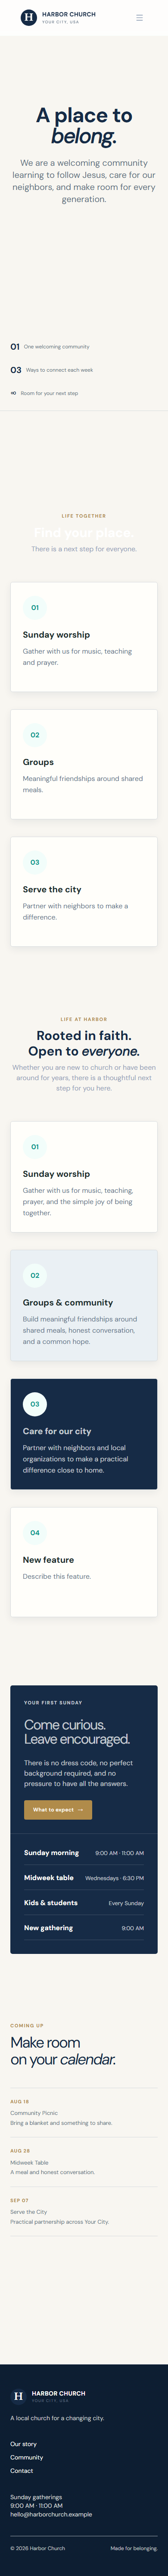 HARBOR CHURCH
YOUR CITY, USA
A place to
belong.
We are a welcoming community
learning to follow Jesus, care for our
neighbors, and make room for every
generation.
01 One welcoming community
03 Ways to connect each week
Room for your next step
LIFE TOGETHER
Find your place.
There is a next step for everyone.
01
Sunday worship
Gather with us for music, teaching
and prayer.
02
Groups
Meaningful friendships around shared
meals.
03
Serve the city
Partner with neighbors to make a
difference.
LIFE AT HARBOR
Rooted in faith.
Open to everyone.
Whether you are new to church or have been
around for years, there is a thoughtful next
step for you here.
01
Sunday worship
Gather with us for music, teaching,
prayer, and the simple joy of being
together.
02
Groups & community
Build meaningful friendships around
shared meals, honest conversation,
and a common hope.
03
Care for our city
Partner with neighbors and local
organizations to make a practical
difference close to home.
04
New feature
Describe this feature.
YOUR FIRST SUNDAY
Come curious.
Leave encouraged.
There is no dress code, no perfect
background required, and no
pressure to have all the answers.
What to expect →
Sunday morning 9:00 AM · 11:00 AM
Midweek table Wednesdays · 6:30 PM
Kids & students Every Sunday
New gathering 9:00 AM
COMING UP
Make room
on your calendar.
AUG 18
Community Picnic
Bring a blanket and something to share.
AUG 28
Midweek Table
A meal and honest conversation.
SEP 07
Serve the City
Practical partnership across Your City.
HARBOR CHURCH
YOUR CITY, USA
A local church for a changing city.
Our story
Community
Contact
Sunday gatherings
9:00 AM · 11:00 AM
hello@harborchurch.example
© 2026 Harbor Church Made for belonging.